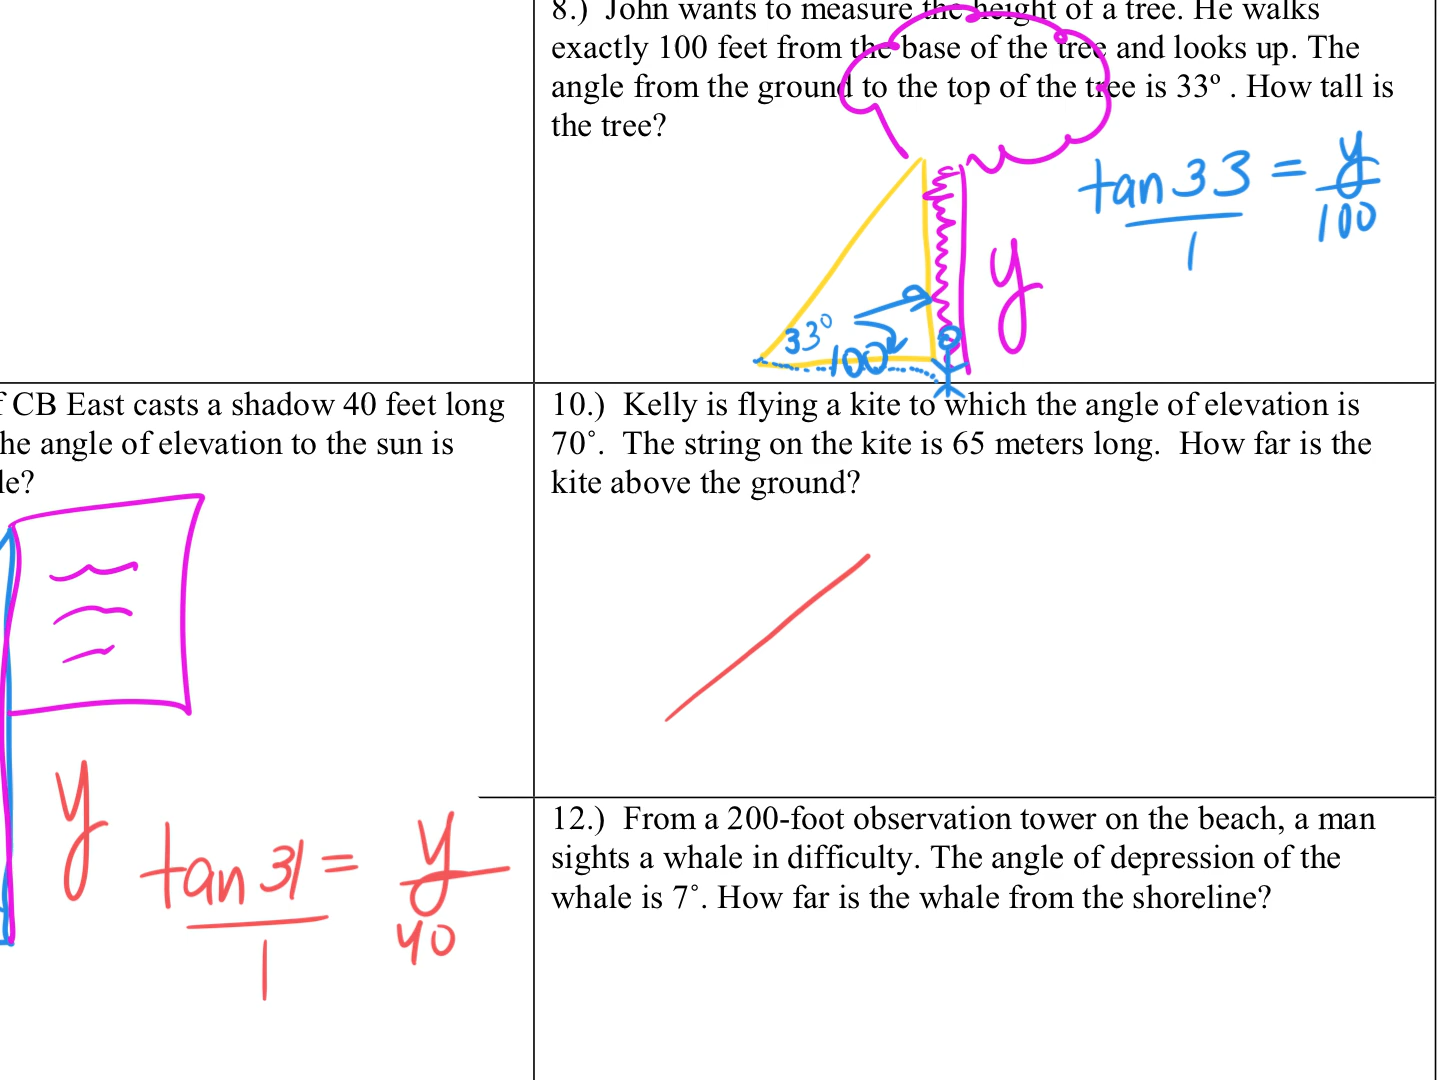 8.) John wants to measure the height of a tree. He walks
exactly 100 feet from the base of the tree and looks up. The
angle from the ground to the top of the tree is 33º . How tall is
the tree?
tan 33 = y
1 100
y
33°
100
CB East casts a shadow 40 feet long
he angle of elevation to the sun is
le?
y
tan 31 = y
1 40
10.) Kelly is flying a kite to which the angle of elevation is
70˚. The string on the kite is 65 meters long. How far is the
kite above the ground?
12.) From a 200-foot observation tower on the beach, a man
sights a whale in difficulty. The angle of depression of the
whale is 7˚. How far is the whale from the shoreline?